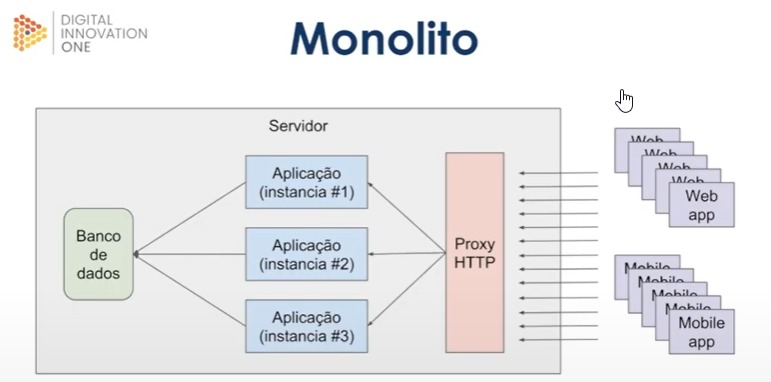 DIGITAL
INNOVATION
ONE
Monolito
Servidor
Aplicação
(instancia #1)
Banco
de
dados
Aplicação
(instancia #2)
Aplicação
(instancia #3)
Proxy
HTTP
Web
Web
Web
Web
Web
app
Mobile
Mobile
Mobile
Mobile
Mobile
app